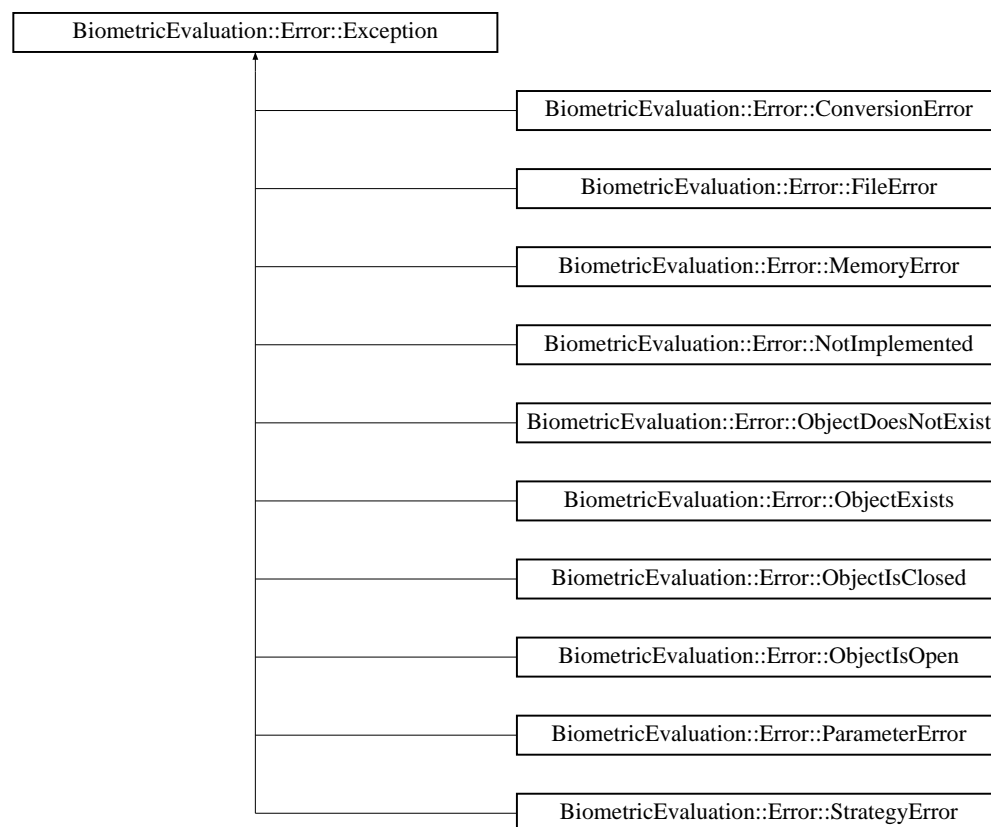 BiometricEvaluation::Error::Exception
BiometricEvaluation::Error::ConversionError
BiometricEvaluation::Error::FileError
BiometricEvaluation::Error::MemoryError
BiometricEvaluation::Error::NotImplemented
BiometricEvaluation::Error::ObjectDoesNotExist
BiometricEvaluation::Error::ObjectExists
BiometricEvaluation::Error::ObjectIsClosed
BiometricEvaluation::Error::ObjectIsOpen
BiometricEvaluation::Error::ParameterError
BiometricEvaluation::Error::StrategyError